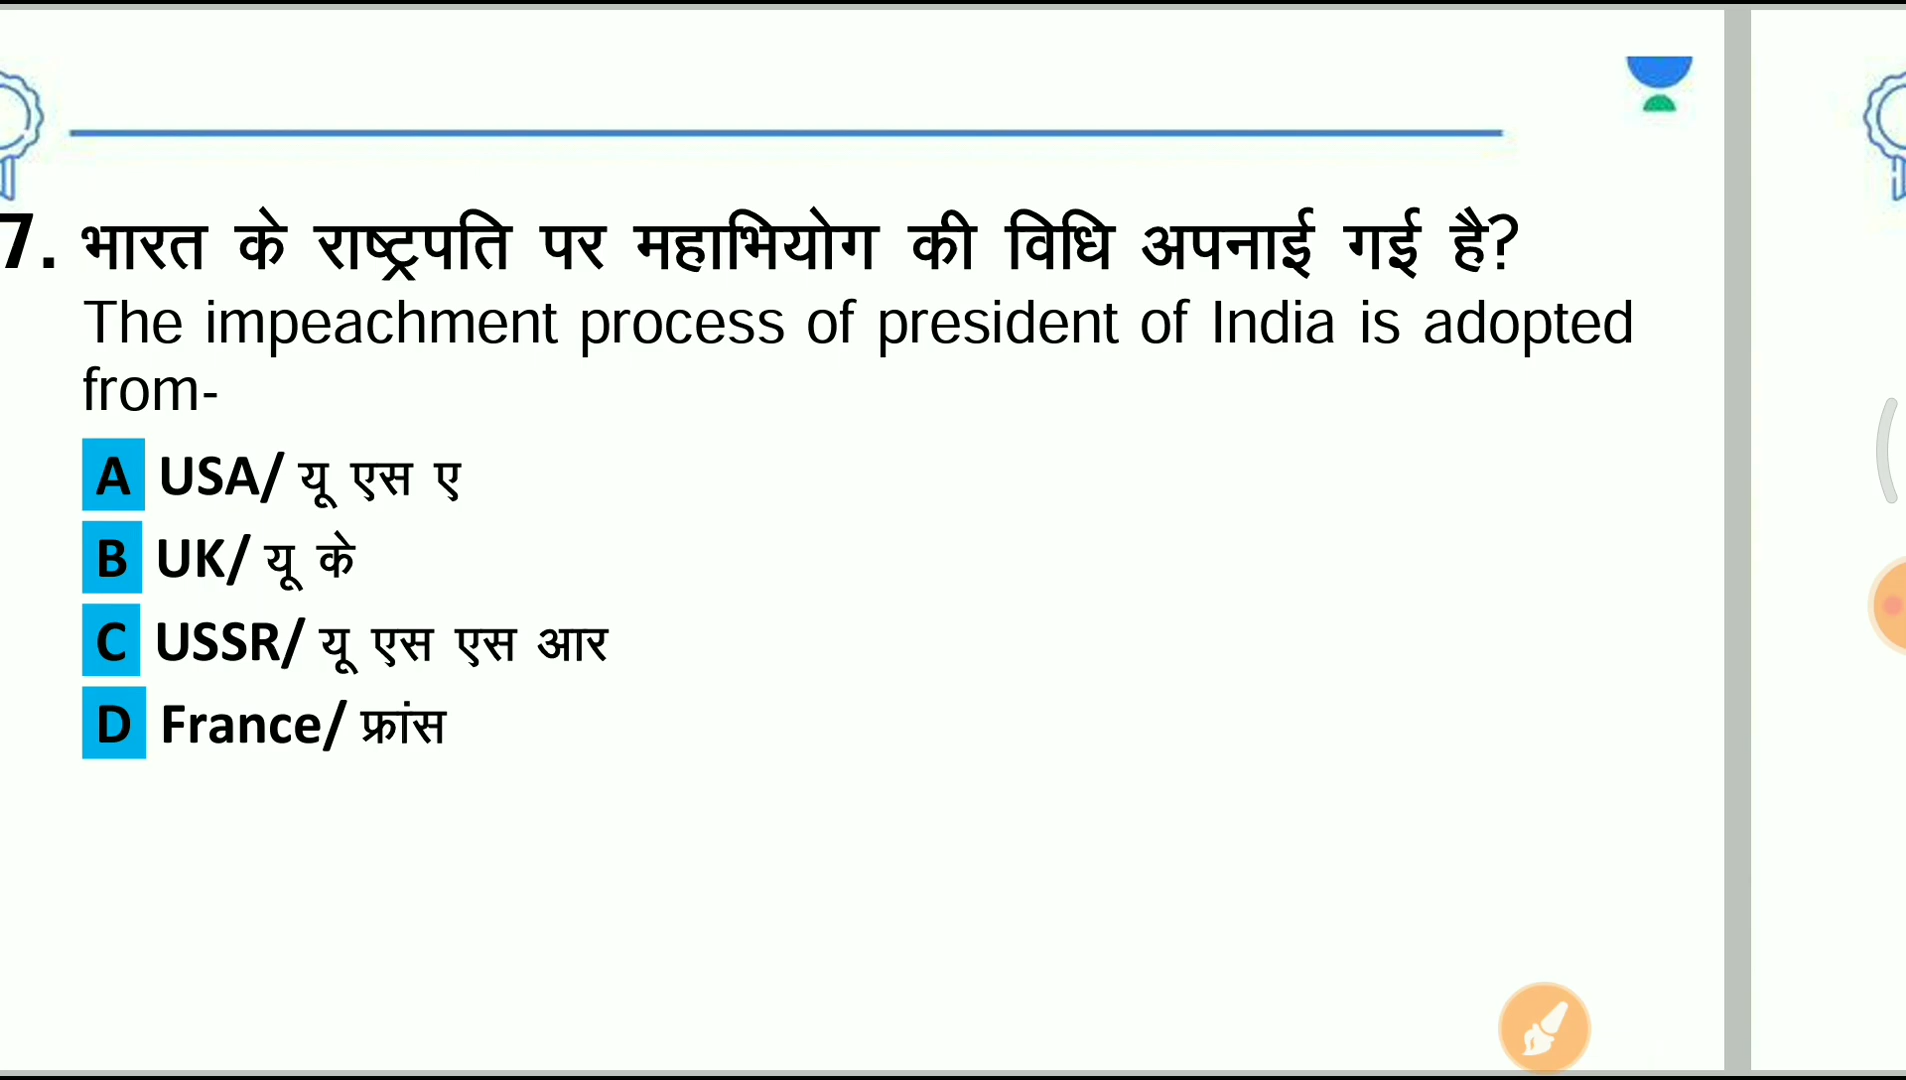 7. भारत के राष्ट्रपति पर महाभियोग की विधि अपनाई गई है?
The impeachment process of president of India is adopted
from-
A USA/ यू एस ए
B UK/ यू के
C USSR/ यू एस एस आर
D France/ फ्रांस